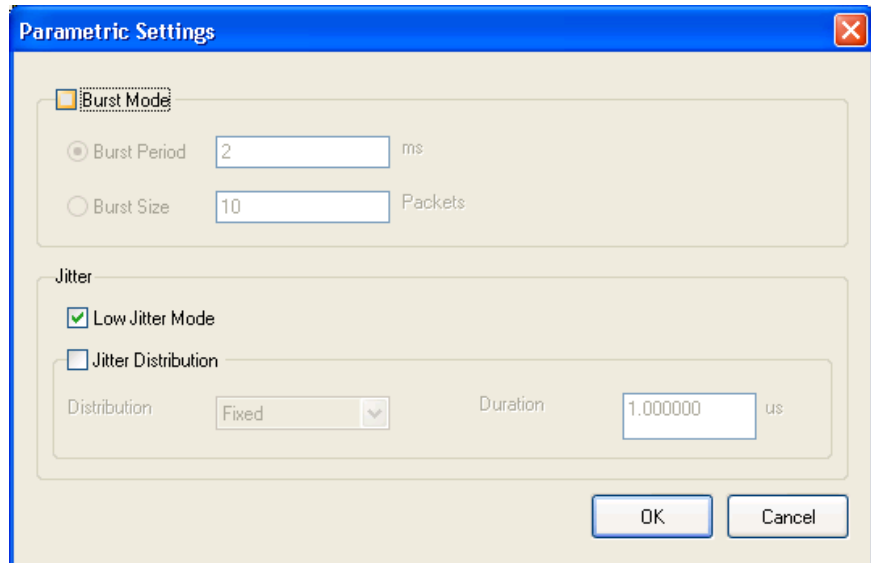 Parametric Settings
Burst Mode
Burst Period 2 ms
Burst Size 10 Packets
Jitter
Low Jitter Mode
Jitter Distribution
Distribution Fixed Duration 1.000000 us
OK Cancel